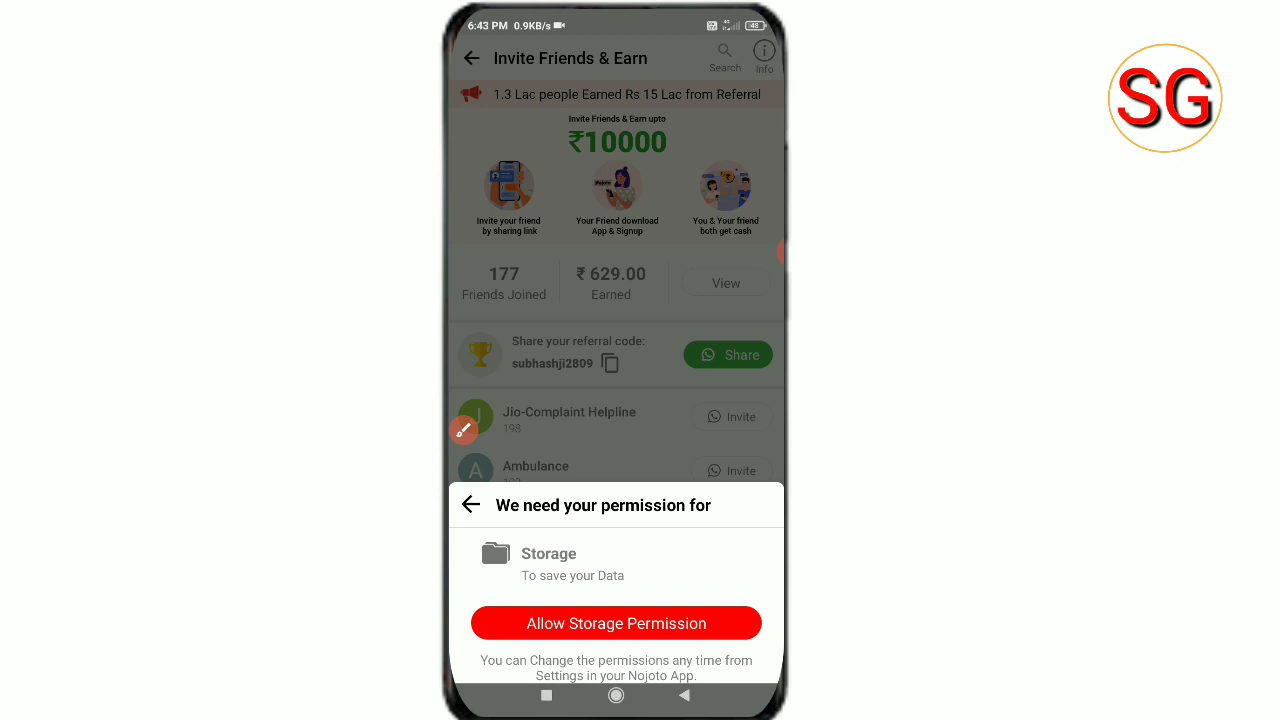 6:43 PM 0.9KB/s
48
Invite Friends & Earn
Search
Info
1.3 Lac people Earned Rs 15 Lac from Referral
Invite Friends & Earn upto
₹10000
Invite your friend
by sharing link
Your Friend download
App & Signup
You & Your friend
both get cash
177
Friends Joined
₹ 629.00
Earned
View
Share your referral code:
subhashji2809
Share
J
Jio-Complaint Helpline
198
Invite
A
Ambulance
Invite
We need your permission for
Storage
To save your Data
Allow Storage Permission
You can Change the permissions any time from
Settings in your Nojoto App.
SG